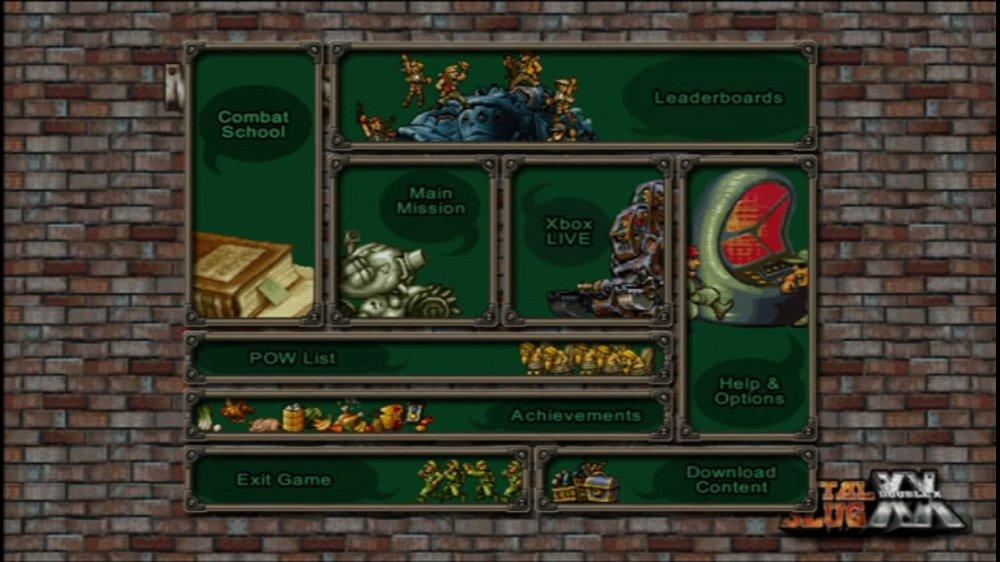 Combat
School
Leaderboards
Main
Mission
Xbox
LIVE
POW List
Help &
Options
Achievements
Exit Game
Download
Content
TAL
SLUG
XX
DOUBLE X